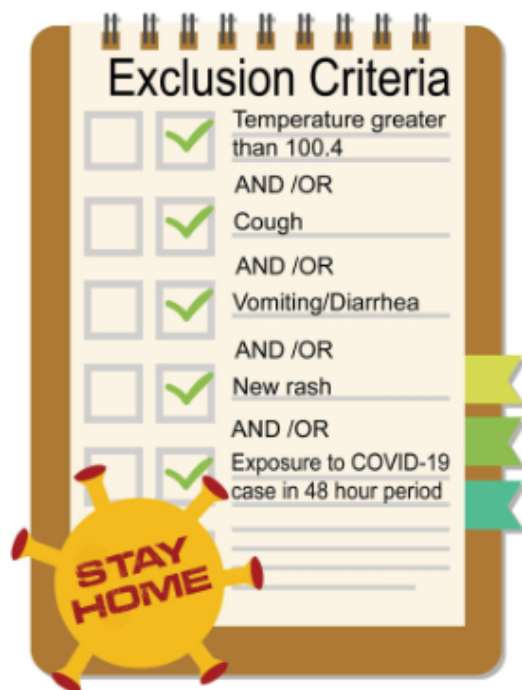 Exclusion Criteria
Temperature greater
than 100.4
AND /OR
Cough
AND /OR
Vomiting/Diarrhea
AND /OR
New rash
AND /OR
Exposure to COVID-19
case in 48 hour period
STAY
HOME